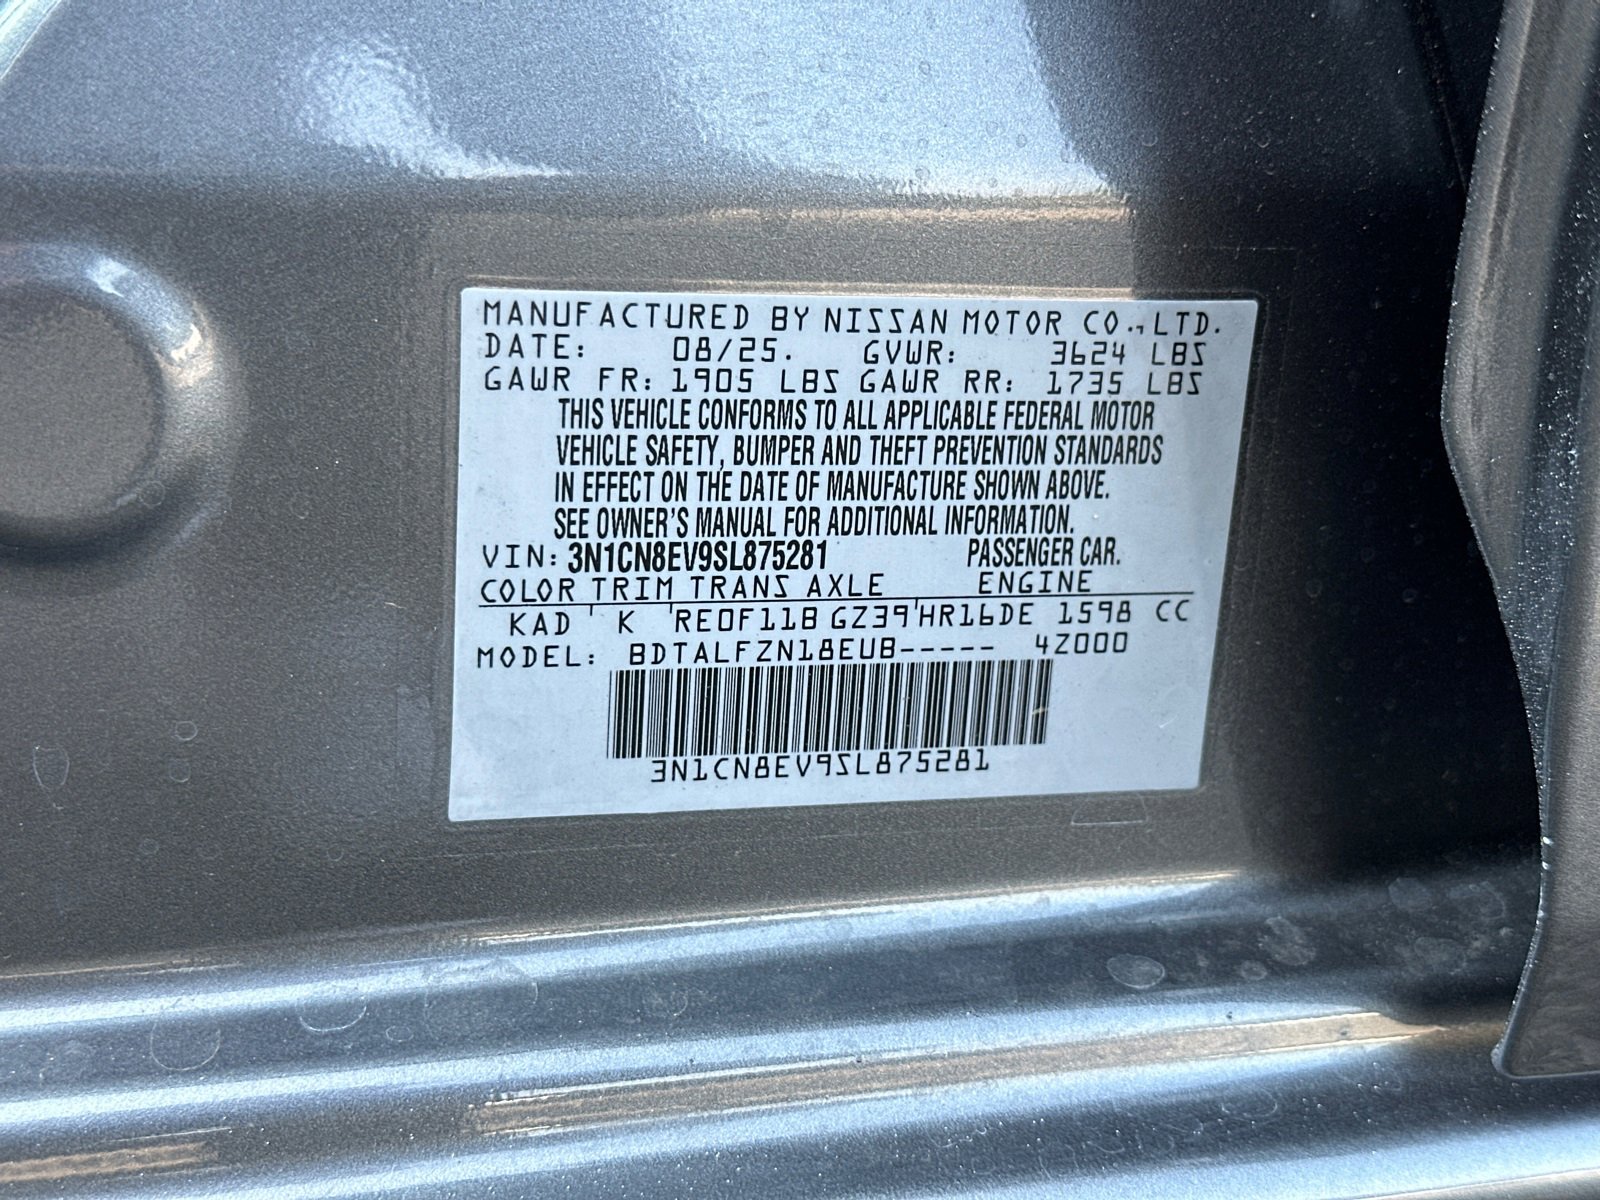 MANUFACTURED BY NISSAN MOTOR CO., LTD.
DATE: 08/25. GVWR: 3624 LBS
GAWR FR: 1905 LBS GAWR RR: 1735 LBS
THIS VEHICLE CONFORMS TO ALL APPLICABLE FEDERAL MOTOR
VEHICLE SAFETY, BUMPER AND THEFT PREVENTION STANDARDS
IN EFFECT ON THE DATE OF MANUFACTURE SHOWN ABOVE.
SEE OWNER'S MANUAL FOR ADDITIONAL INFORMATION.
VIN: 3N1CN8EV9SL875281 PASSENGER CAR.
COLOR TRIM TRANS AXLE ENGINE
KAD K RE0F11B GZ39 HR16DE 1598 CC
MODEL: BDTALFZN18EUB----- 4Z000
3N1CN8EV9SL875281